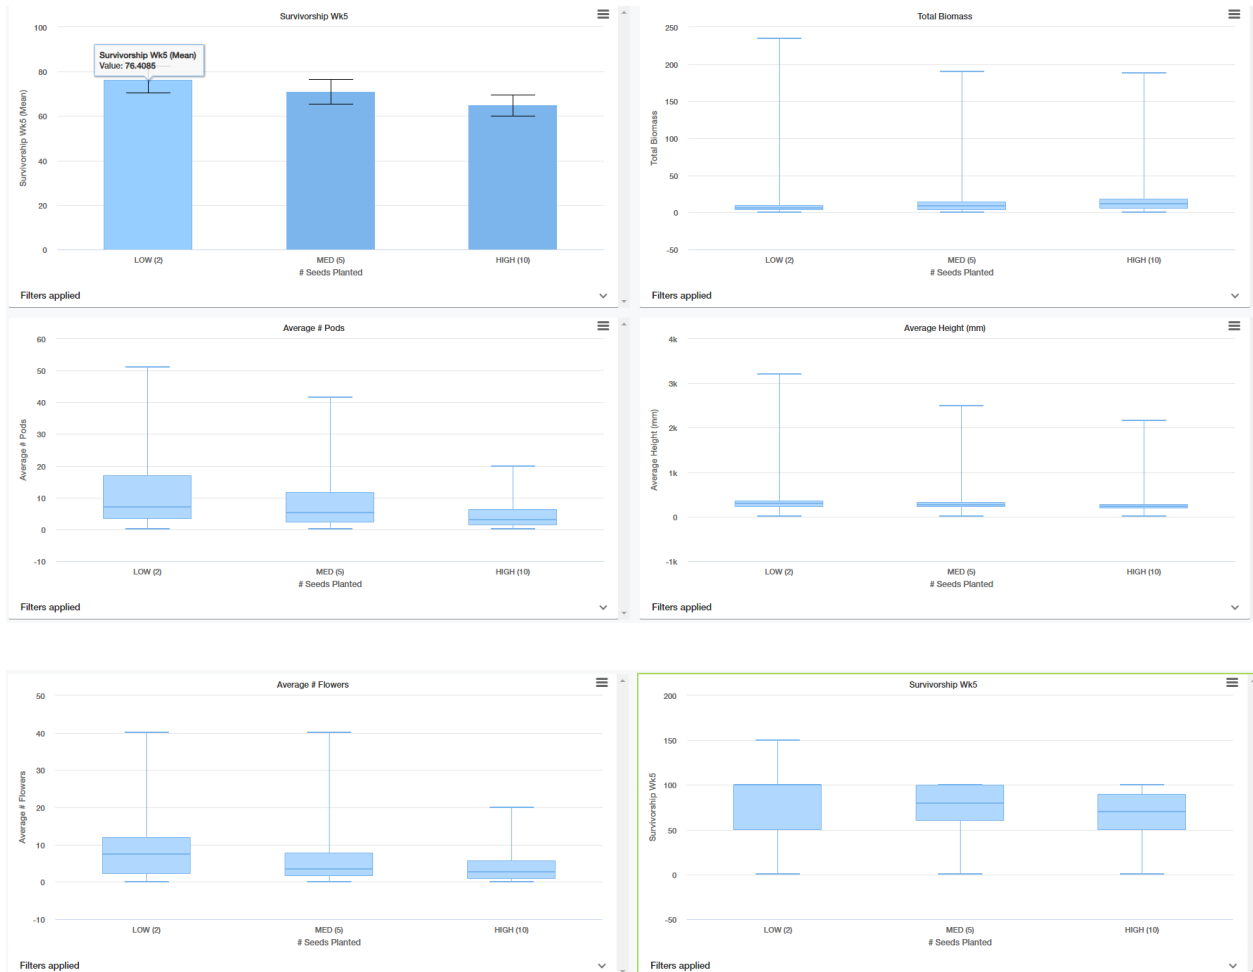 Survivorship Wk5
100
80
60
40
20
0
Survivorship Wk5 (Mean)
Survivorship Wk5 (Mean)
Value: 76.4085
LOW (2)
MED (5)
HIGH (10)
# Seeds Planted
Filters applied
Total Biomass
250
200
150
100
50
0
-50
Total Biomass
LOW (2)
MED (5)
HIGH (10)
# Seeds Planted
Filters applied
Average # Pods
60
50
40
30
20
10
0
-10
Average # Pods
LOW (2)
MED (5)
HIGH (10)
# Seeds Planted
Filters applied
Average Height (mm)
4k
3k
2k
1k
0
-1k
Average Height (mm)
LOW (2)
MED (5)
HIGH (10)
# Seeds Planted
Filters applied
Average # Flowers
50
40
30
20
10
0
-10
Average # Flowers
LOW (2)
MED (5)
HIGH (10)
# Seeds Planted
Filters applied
Survivorship Wk5
200
150
100
50
0
-50
Survivorship Wk5
LOW (2)
MED (5)
HIGH (10)
# Seeds Planted
Filters applied